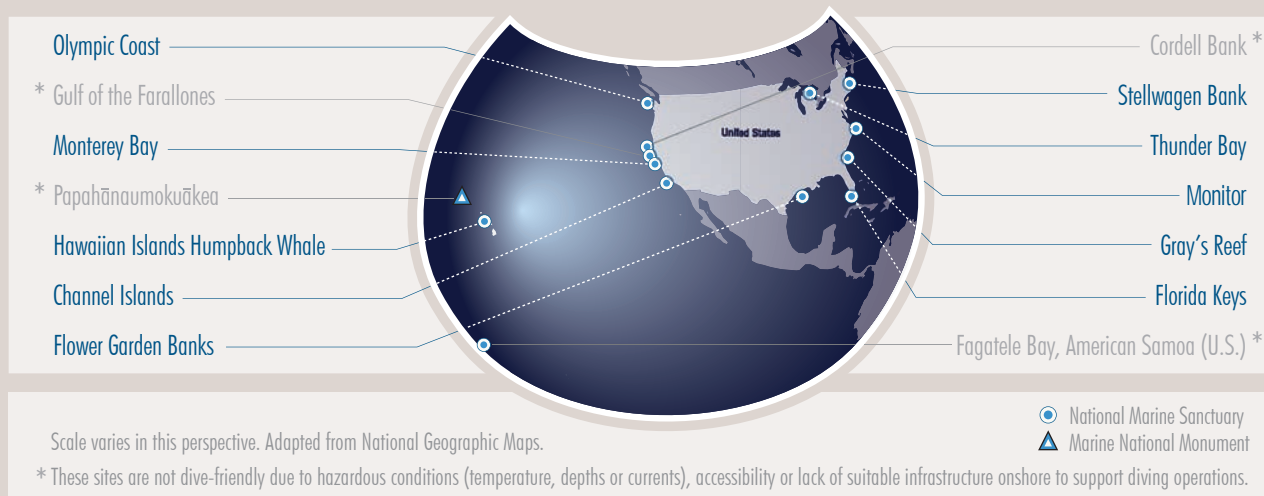 Olympic Coast
* Gulf of the Farallones
Monterey Bay
* Papahānaumokuākea
Hawaiian Islands Humpback Whale
Channel Islands
Flower Garden Banks
United States
Cordell Bank *
Stellwagen Bank
Thunder Bay
Monitor
Gray's Reef
Florida Keys
Fagatele Bay, American Samoa (U.S.) *
National Marine Sanctuary
Marine National Monument
Scale varies in this perspective. Adapted from National Geographic Maps.
* These sites are not dive-friendly due to hazardous conditions (temperature, depths or currents), accessibility or lack of suitable infrastructure onshore to support diving operations.